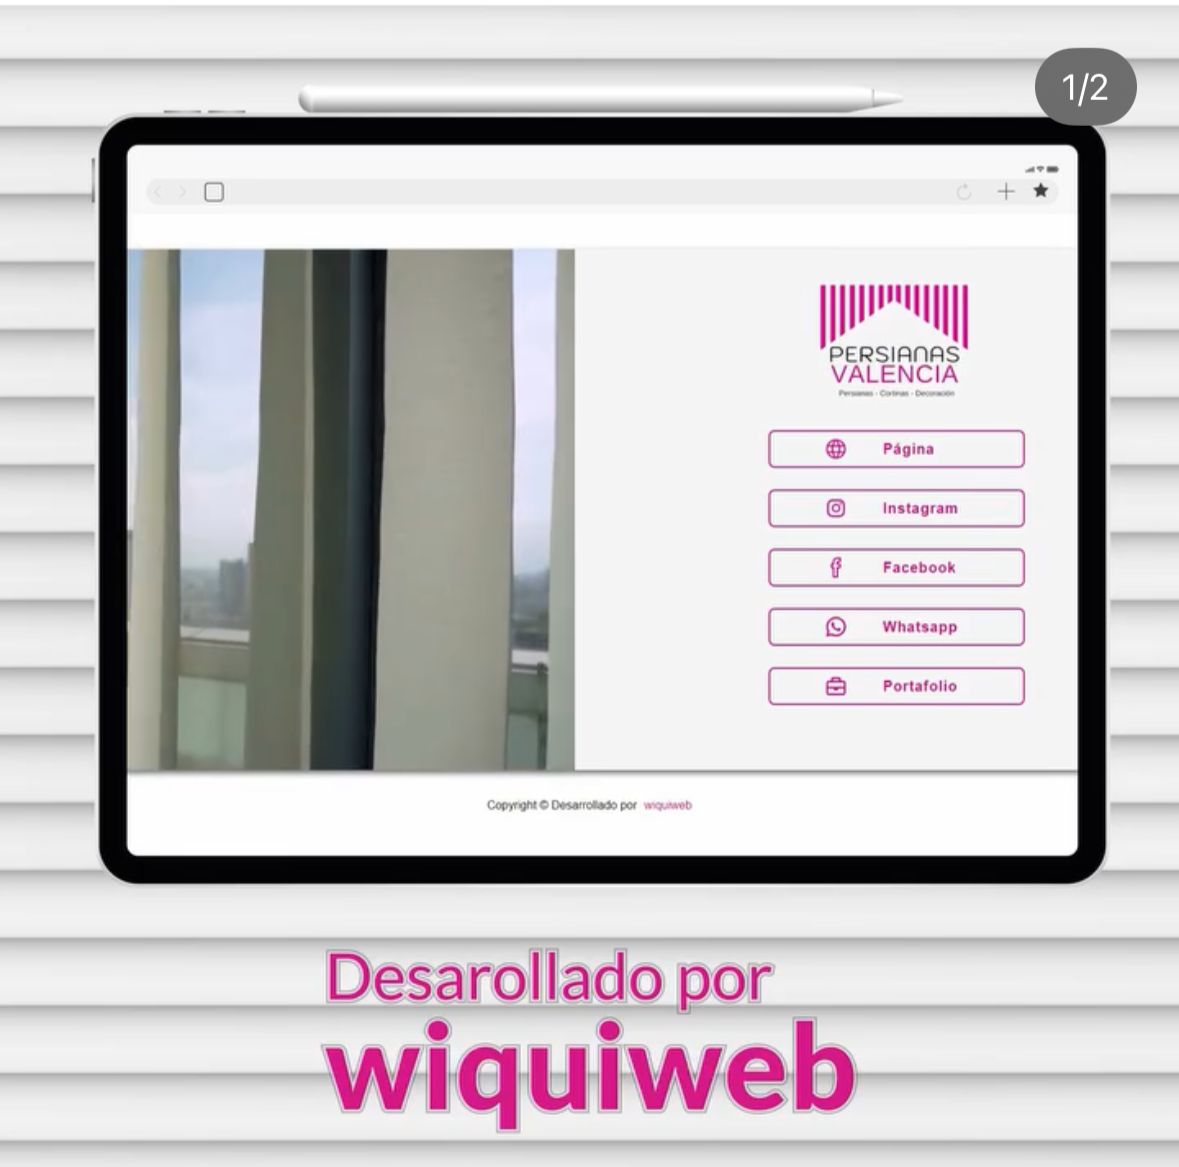 1/2
PERSIANAS
VALENCIA
Persianas - Cortinas - Decoración
Página
Instagram
Facebook
Whatsapp
Portafolio
Copyright © Desarrollado por wiquiweb
Desarollado por
wiquiweb